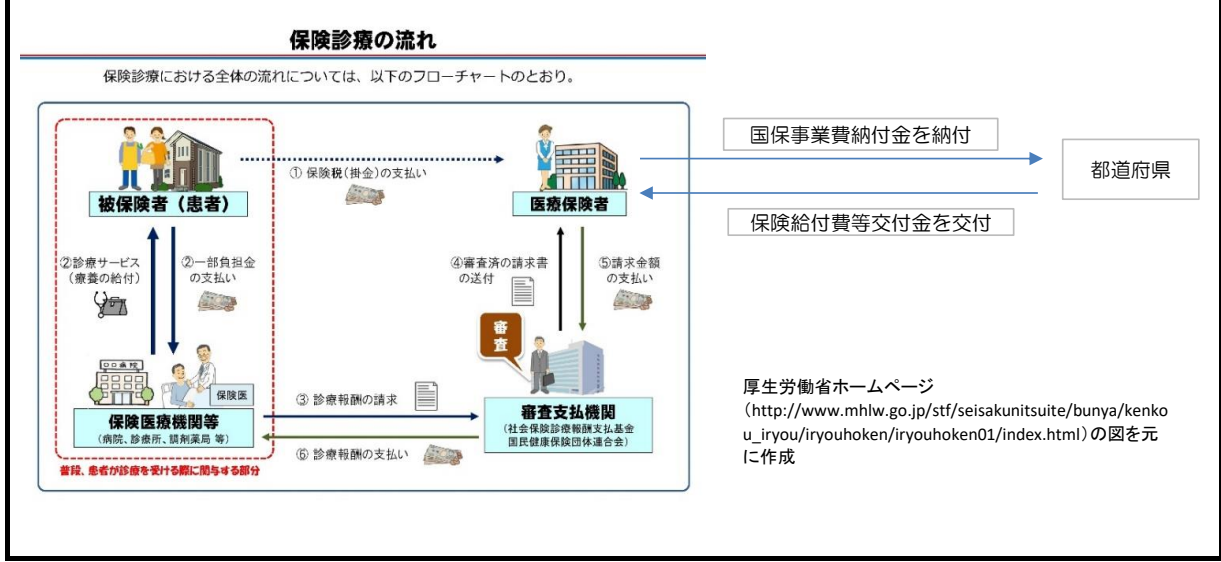 保険診療の流れ
保険診療における全体の流れについては、以下のフローチャートのとおり。
① 保険税(掛金)の支払い
被保険者(患者)
医療保険者
国保事業費納付金を納付
都道府県
保険給付費等交付金を交付
②診療サービス
(療養の給付)
②一部負担金
の支払い
④審査済の請求書
の送付
⑤請求金額
の支払い
審
査
口口病院
保険医
保険医療機関等
(病院、診療所、調剤薬局 等)
③ 診療報酬の請求
⑥ 診療報酬の支払い
審査支払機関
(社会保険診療報酬支払基金
国民健康保険団体連合会)
普段、患者が診療を受ける際に関与する部分
厚生労働省ホームページ
(http://www.mhlw.go.jp/stf/seisakunitsuite/bunya/kenko
u_iryou/iryouhoken/iryouhoken01/index.html)の図を元
に作成